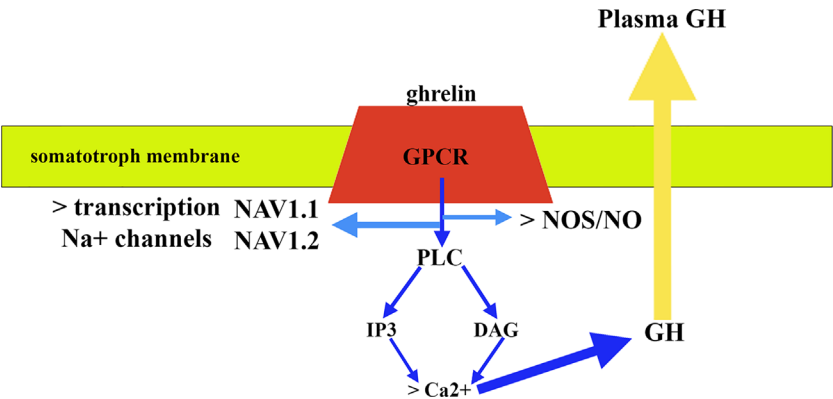 Plasma GH
ghrelin
somatotroph membrane
GPCR
> transcription NAV1.1
Na+ channels NAV1.2
> NOS/NO
PLC
IP3
DAG
GH
> Ca2+